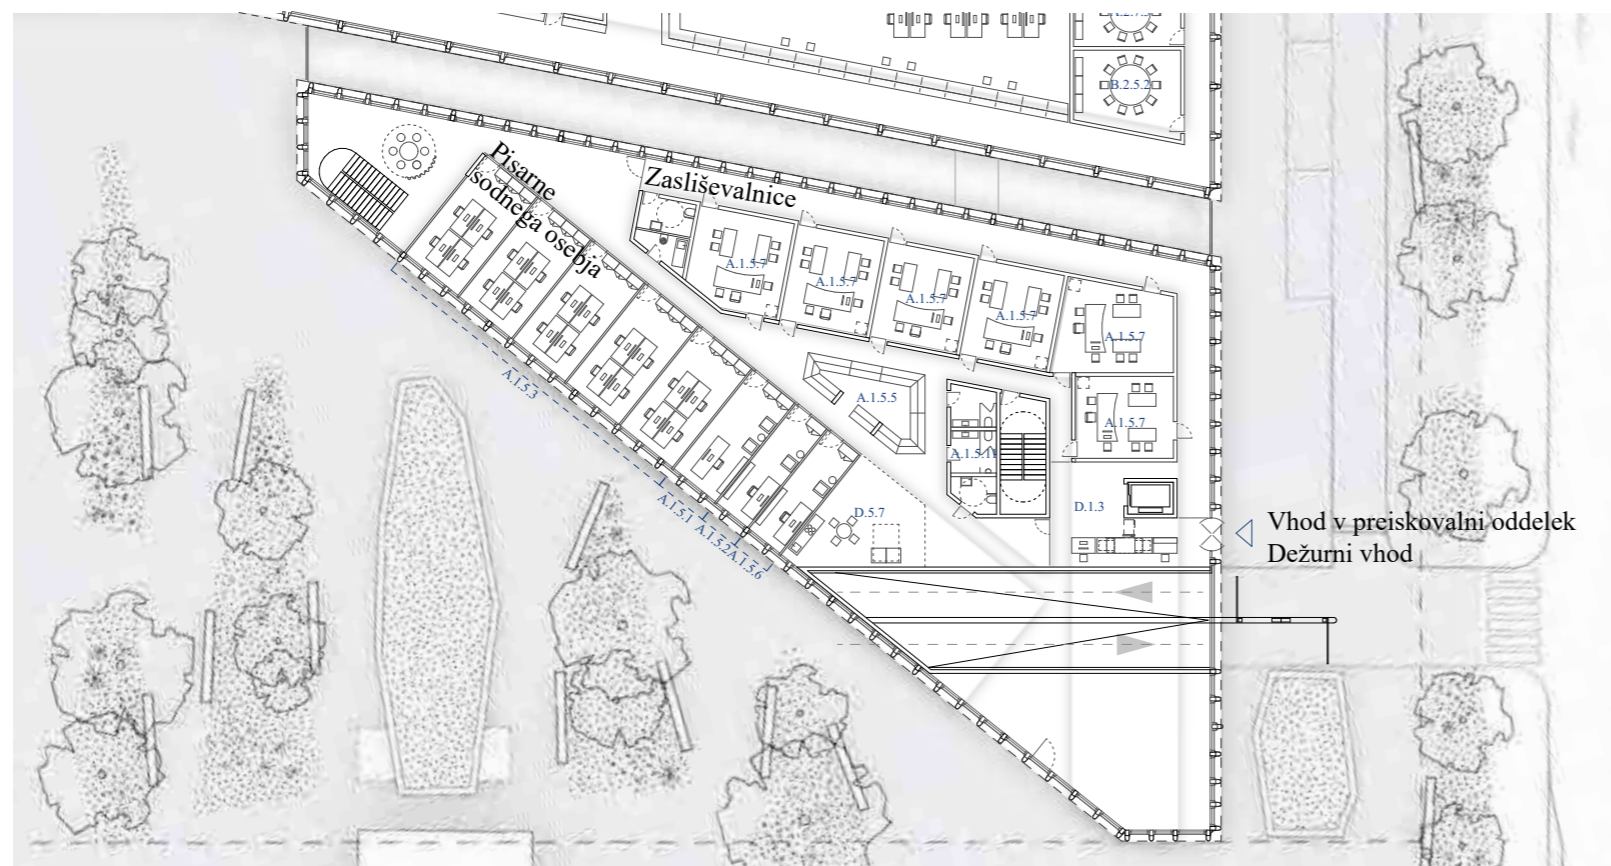 B.2.5.2
Pisarne
sodnega osebja
Zasliševalnice
A.1.5.7
A.1.5.7
A.1.5.7
A.1.5.7
A.1.5.7
A.1.5.7
A.1.5.3
A.1.5.5
A.1.5.11
A.1.5.1
A.1.5.2
A.1.5.6
D.5.7
D.1.3
Vhod v preiskovalni oddelek
Dežurni vhod